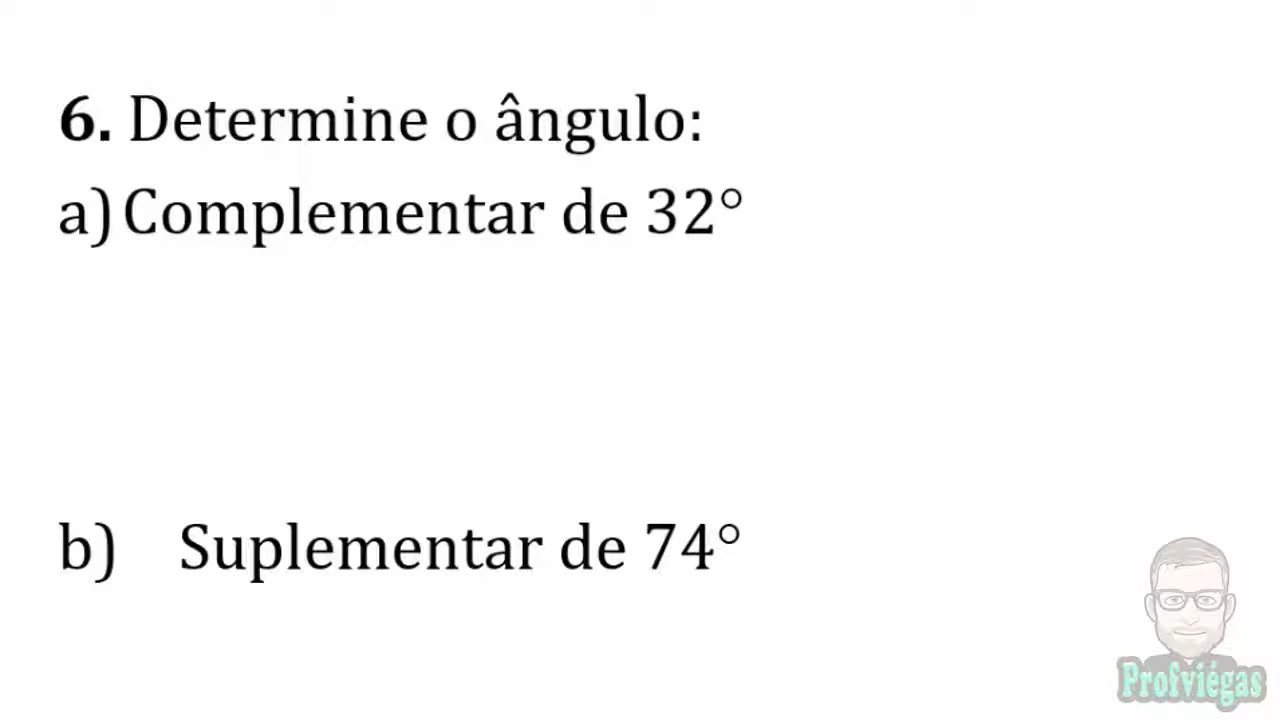 6. Determine o ângulo:
a) Complementar de 32°
b) Suplementar de 74°
Profviégas